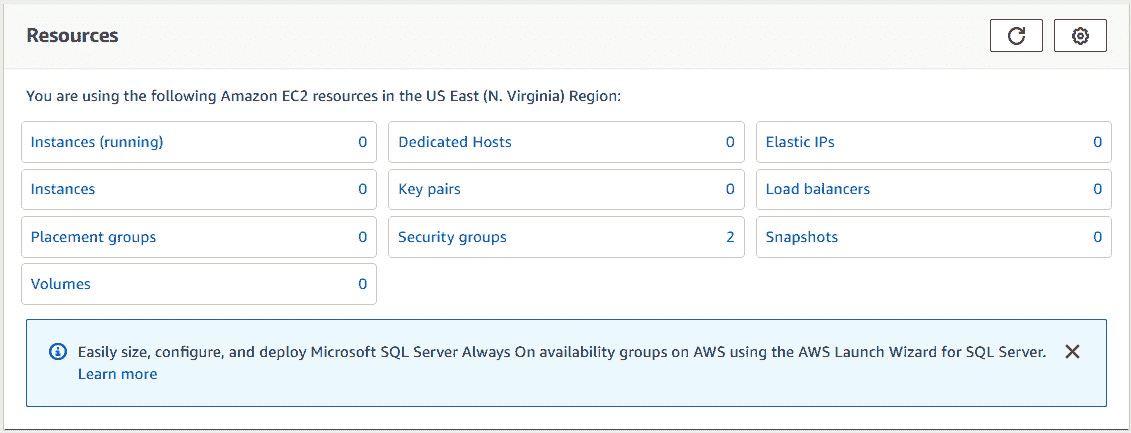 Resources
You are using the following Amazon EC2 resources in the US East (N. Virginia) Region:
Instances (running) 0 Dedicated Hosts 0 Elastic IPs 0
Instances 0 Key pairs 0 Load balancers 0
Placement groups 0 Security groups 2 Snapshots 0
Volumes 0
Easily size, configure, and deploy Microsoft SQL Server Always On availability groups on AWS using the AWS Launch Wizard for SQL Server.
Learn more